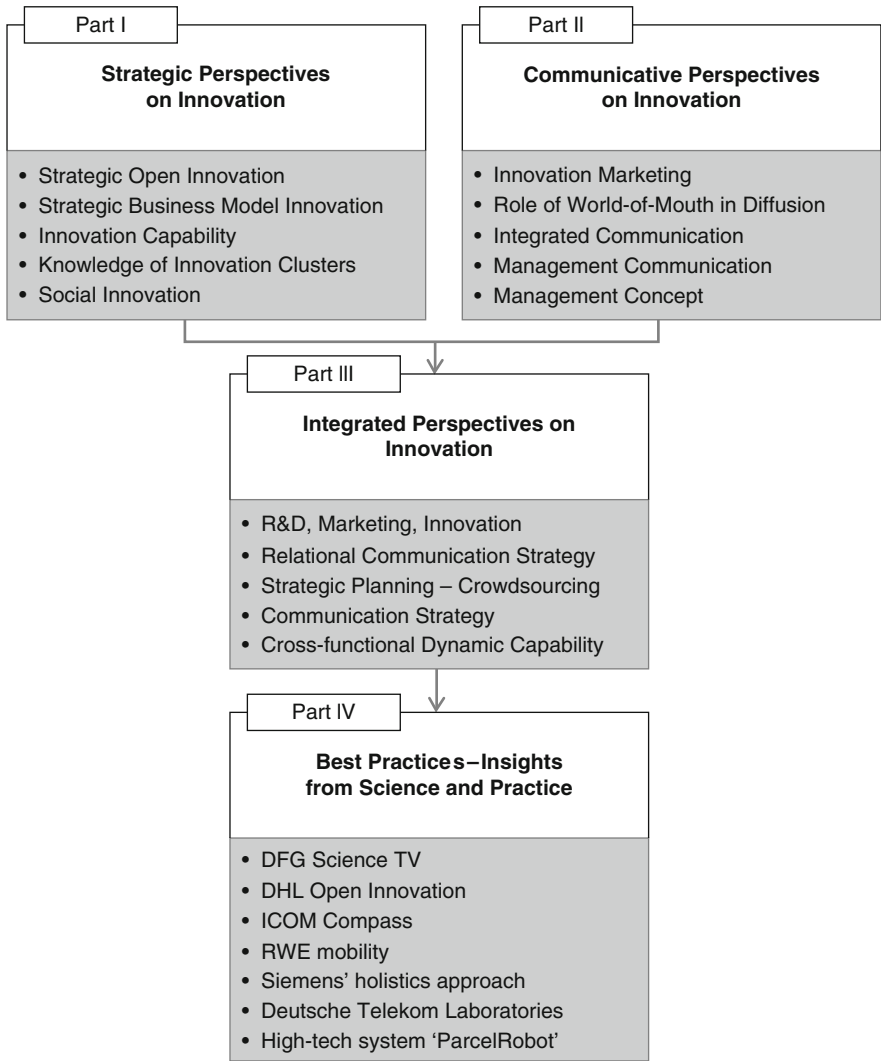 Part I
Strategic Perspectives
on Innovation
• Strategic Open Innovation
• Strategic Business Model Innovation
• Innovation Capability
• Knowledge of Innovation Clusters
• Social Innovation
Part II
Communicative Perspectives
on Innovation
• Innovation Marketing
• Role of World-of-Mouth in Diffusion
• Integrated Communication
• Management Communication
• Management Concept
Part III
Integrated Perspectives on
Innovation
• R&D, Marketing, Innovation
• Relational Communication Strategy
• Strategic Planning – Crowdsourcing
• Communication Strategy
• Cross-functional Dynamic Capability
Part IV
Best Practices–Insights
from Science and Practice
• DFG Science TV
• DHL Open Innovation
• ICOM Compass
• RWE mobility
• Siemens’ holistics approach
• Deutsche Telekom Laboratories
• High-tech system ‘ParcelRobot’